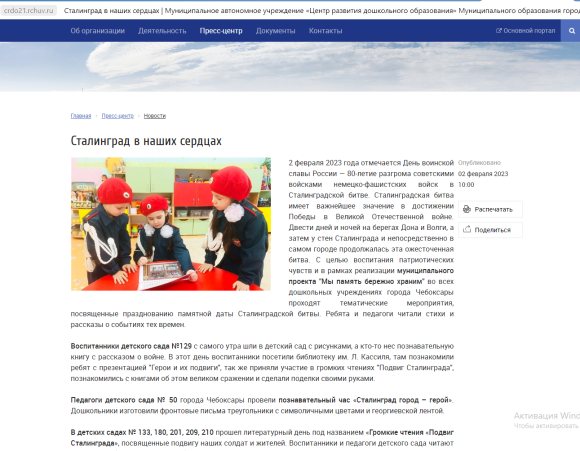 crdo21.rchuv.ru Сталинград в наших сердцах | Муниципальное автономное учреждение «Центр развития дошкольного образования» Муниципального образования город
Об организации Деятельность Пресс-центр Документы Контакты Основной портал
Главная Пресс-центр Новости
Сталинград в наших сердцах
2 февраля 2023 года отмечается День воинской
славы России — 80-летие разгрома советскими
войсками немецко-фашистских войск в
Сталинградской битве. Сталинградская битва
имеет важнейшее значение в достижении
Победы в Великой Отечественной войне.
Двести дней и ночей на берегах Дона и Волги, а
затем у стен Сталинграда и непосредственно в
самом городе продолжалась эта ожесточенная
битва. С целью воспитания патриотических
чувств и в рамках реализации муниципального
проекта "Мы память бережно храним" во всех
дошкольных учреждениях города Чебоксары
проходят тематические мероприятия,
посвященные празднованию памятной даты Сталинградской битвы. Ребята и педагоги читали стихи и
рассказы о событиях тех времен.
Воспитанники детского сада №129 с самого утра шли в детский сад с рисунками, а кто-то нес познавательную
книгу с рассказом о войне. В этот день воспитанники посетили библиотеку им. Л. Кассиля, там познакомили
ребят с презентацией "Герои и их подвиги", так же приняли участие в громких чтениях "Подвиг Сталинграда",
познакомились с книгами об этом великом сражении и сделали поделки своими руками.
Педагоги детского сада № 50 города Чебоксары провели познавательный час «Сталинград город – герой».
Дошкольники изготовили фронтовые письма треугольники с символичными цветами и георгиевской лентой.
В детских садах № 133, 180, 201, 209, 210 прошел литературный день под названием «Громкие чтения «Подвиг
Сталинграда», посвященные подвигу наших солдат и жителей. Воспитанники и педагоги детского сада читают
Опубликовано
02 февраля 2023
10:00
Распечатать
Поделиться
Активация Winc
Чтобы активировать